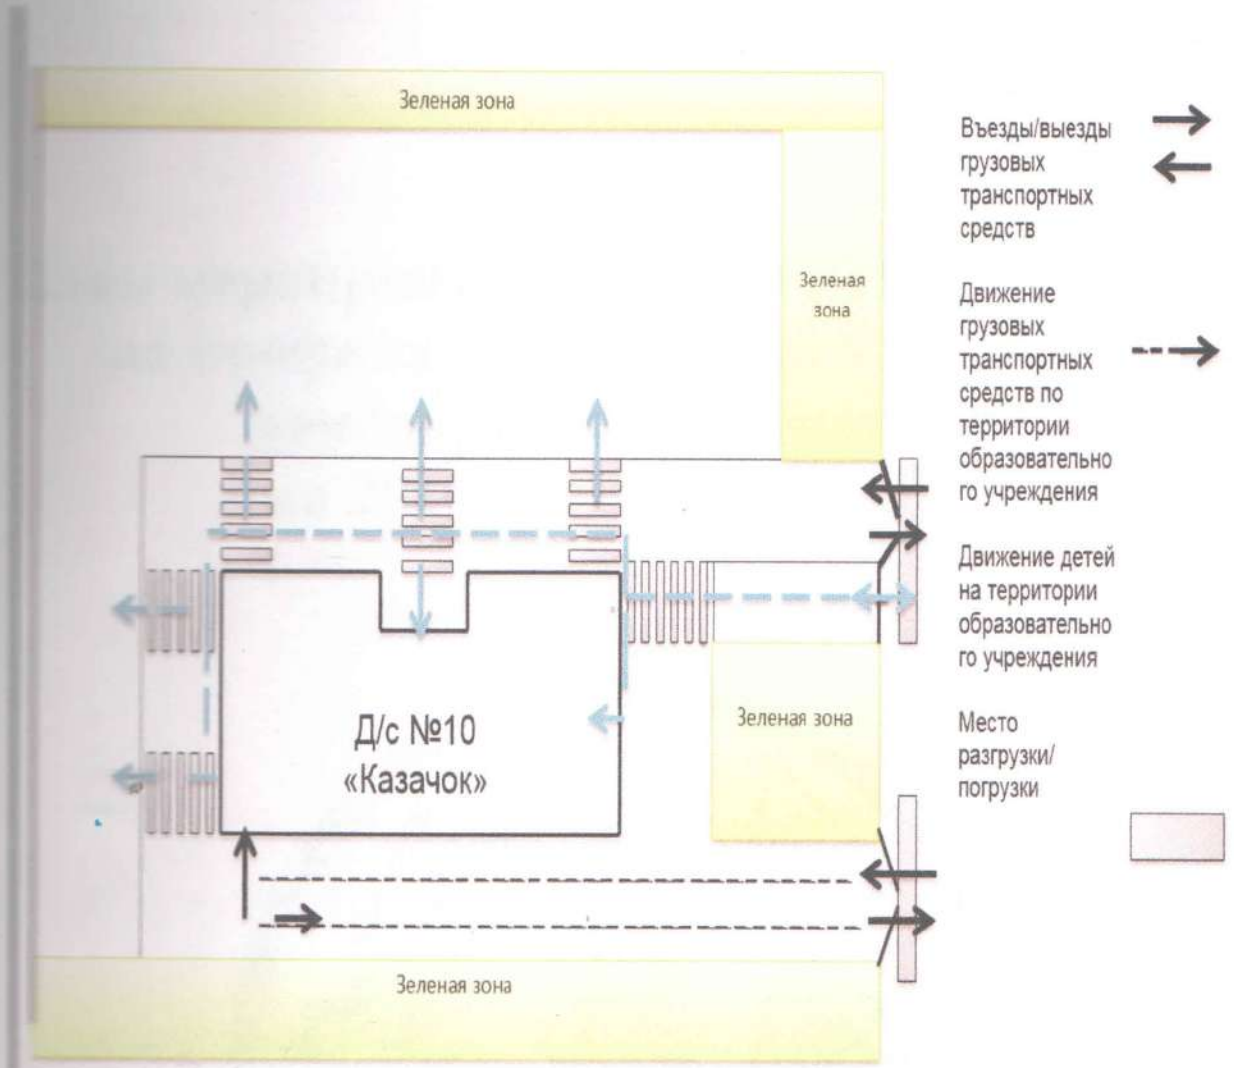 Зеленая зона
Зеленая
зона
Д/с №10
«Казачок»
Зеленая зона
Зеленая зона
Въезды/выезды
грузовых
транспортных
средств
Движение
грузовых
транспортных
средств по
территории
образовательно
го учреждения
Движение детей
на территории
образовательно
го учреждения
Место
разгрузки/
погрузки